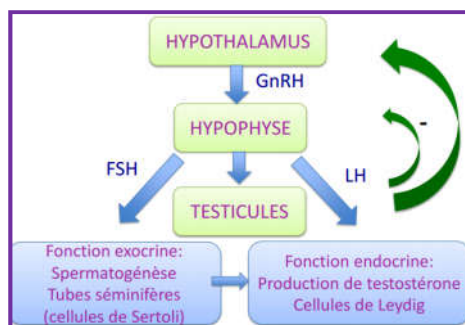 HYPOTHALAMUS
GnRH
HYPOPHYSE
-
FSH
LH
TESTICULES
Fonction exocrine:
Spermatogénèse
Tubes séminifères
(cellules de Sertoli)
Fonction endocrine:
Production de testostérone
Cellules de Leydig